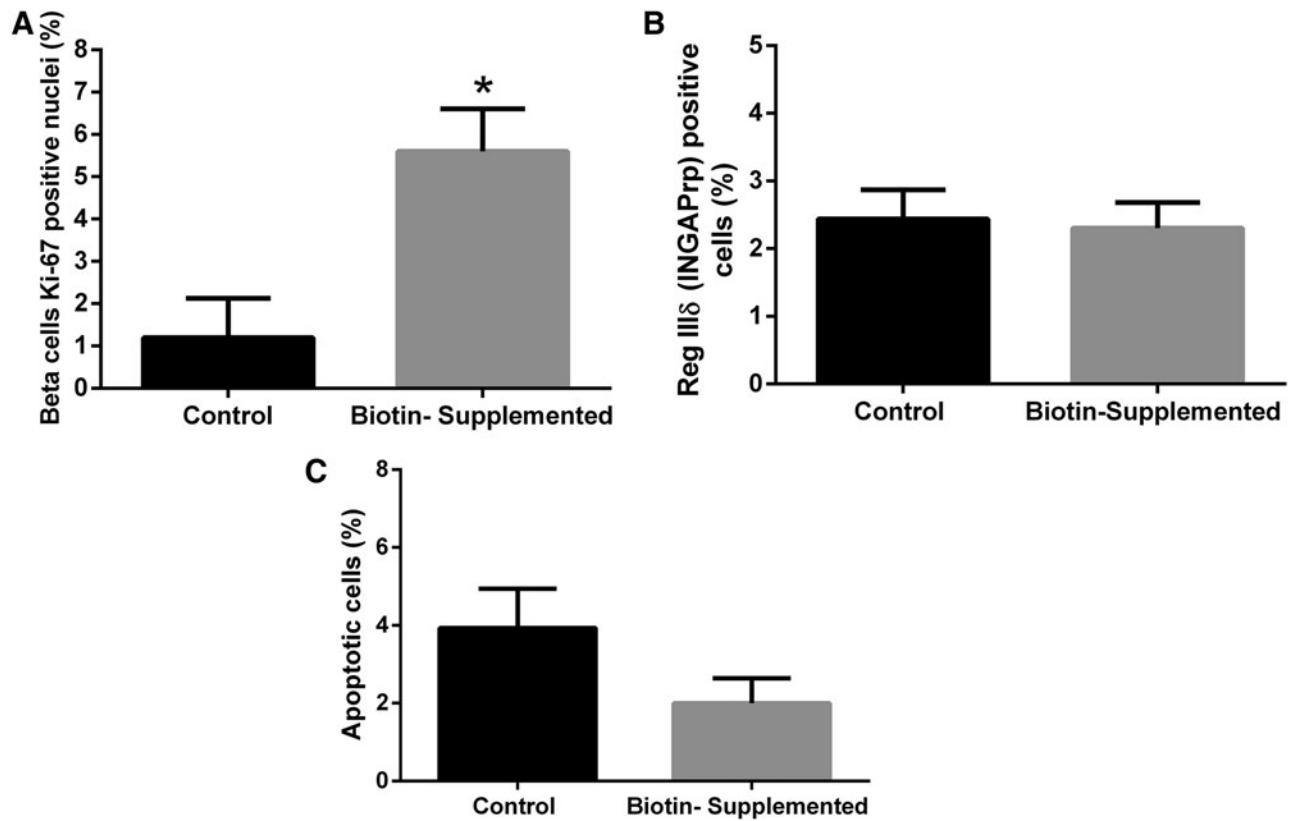 A
Beta cells Ki-67 positive nuclei (%)
8
7
6
5
4
3
2
1
0
*
Control
Biotin- Supplemented
B
Reg IIIδ (INGAPrp) positive
cells (%)
5
4
3
2
1
0
Control
Biotin-Supplemented
C
Apoptotic cells (%)
8
6
4
2
0
Control
Biotin- Supplemented